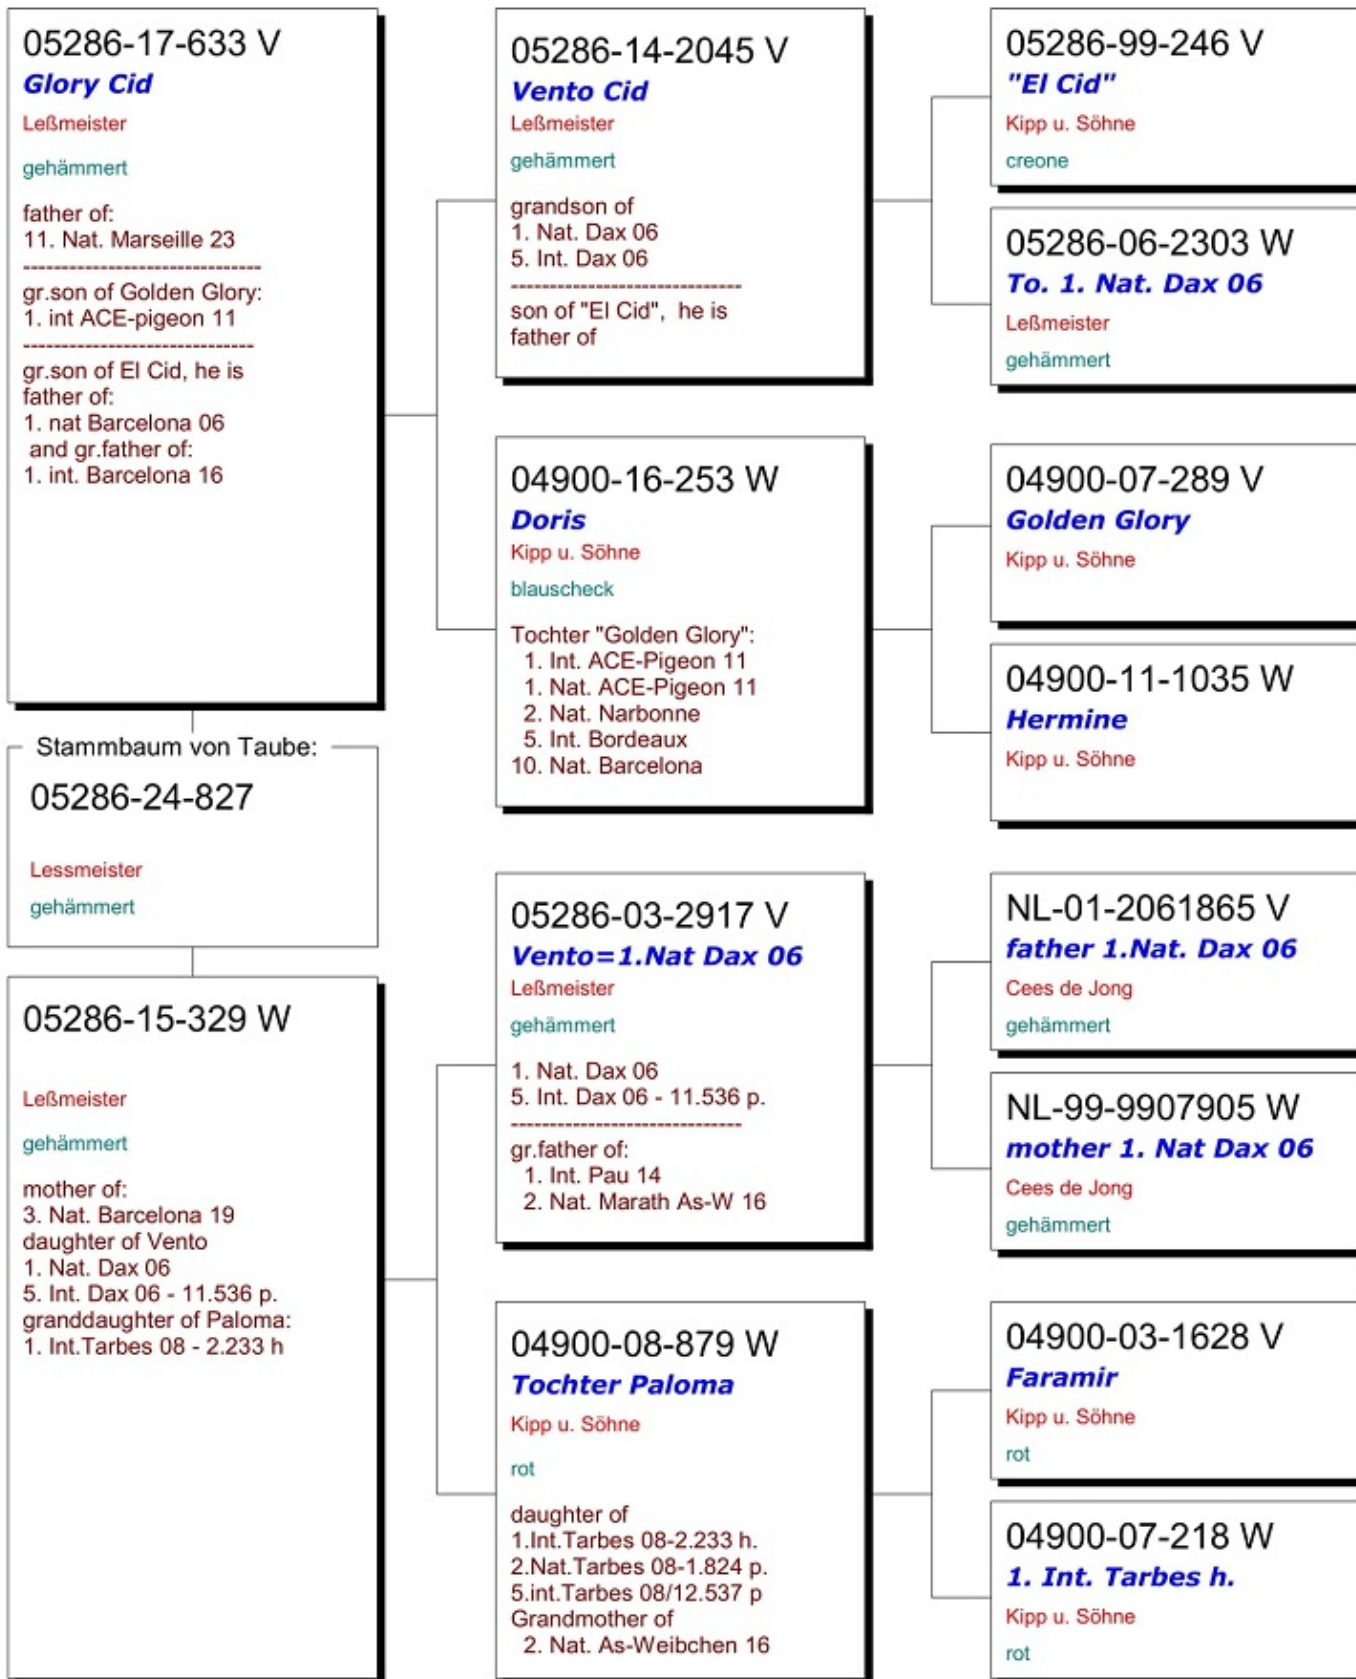 05286-17-633 V
Glory Cid
Leßmeister
gehämmert
father of:
11. Nat. Marseille 23
-------------------------------
gr.son of Golden Glory:
1. int ACE-pigeon 11
------------------------------
gr.son of El Cid, he is
father of:
1. nat Barcelona 06
and gr.father of:
1. int. Barcelona 16
Stammbaum von Taube:
05286-24-827
Lessmeister
gehämmert
05286-15-329 W
Leßmeister
gehämmert
mother of:
3. Nat. Barcelona 19
daughter of Vento
1. Nat. Dax 06
5. Int. Dax 06 - 11.536 p.
granddaughter of Paloma:
1. Int.Tarbes 08 - 2.233 h
05286-14-2045 V
Vento Cid
Leßmeister
gehämmert
grandson of
1. Nat. Dax 06
5. Int. Dax 06
------------------------------
son of "El Cid", he is
father of
04900-16-253 W
Doris
Kipp u. Söhne
blauscheck
Tochter "Golden Glory":
1. Int. ACE-Pigeon 11
1. Nat. ACE-Pigeon 11
2. Nat. Narbonne
5. Int. Bordeaux
10. Nat. Barcelona
05286-03-2917 V
Vento=1.Nat Dax 06
Leßmeister
gehämmert
1. Nat. Dax 06
5. Int. Dax 06 - 11.536 p.
------------------------------
gr.father of:
1. Int. Pau 14
2. Nat. Marath As-W 16
04900-08-879 W
Tochter Paloma
Kipp u. Söhne
rot
daughter of
1.Int.Tarbes 08-2.233 h.
2.Nat.Tarbes 08-1.824 p.
5.int.Tarbes 08/12.537 p
Grandmother of
2. Nat. As-Weibchen 16
05286-99-246 V
"El Cid"
Kipp u. Söhne
creone
05286-06-2303 W
To. 1. Nat. Dax 06
Leßmeister
gehämmert
04900-07-289 V
Golden Glory
Kipp u. Söhne
04900-11-1035 W
Hermine
Kipp u. Söhne
NL-01-2061865 V
father 1.Nat. Dax 06
Cees de Jong
gehämmert
NL-99-9907905 W
mother 1. Nat Dax 06
Cees de Jong
gehämmert
04900-03-1628 V
Faramir
Kipp u. Söhne
rot
04900-07-218 W
1. Int. Tarbes h.
Kipp u. Söhne
rot